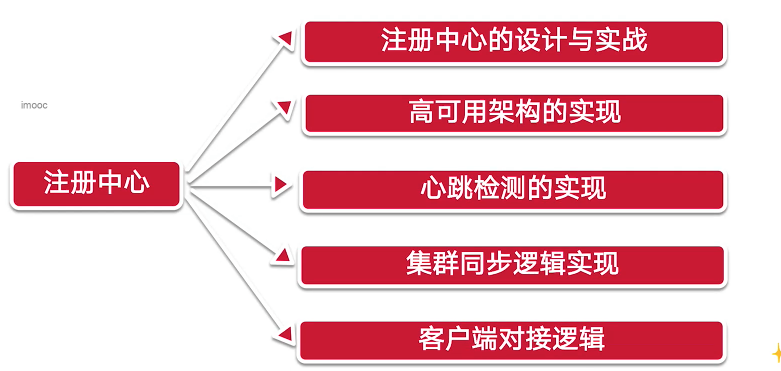 注册中心的设计与实战
高可用架构的实现
imooc
注册中心
心跳检测的实现
集群同步逻辑实现
客户端对接逻辑